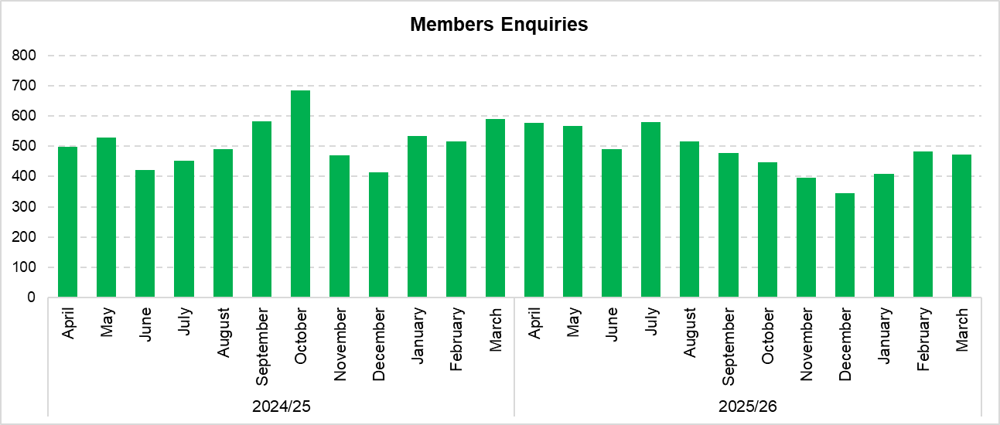 Members Enquiries
800
700
600
500
400
300
200
100
0
April
May
June
July
August
September
October
November
December
January
February
March
April
May
June
July
August
September
October
November
December
January
February
March
2024/25
2025/26